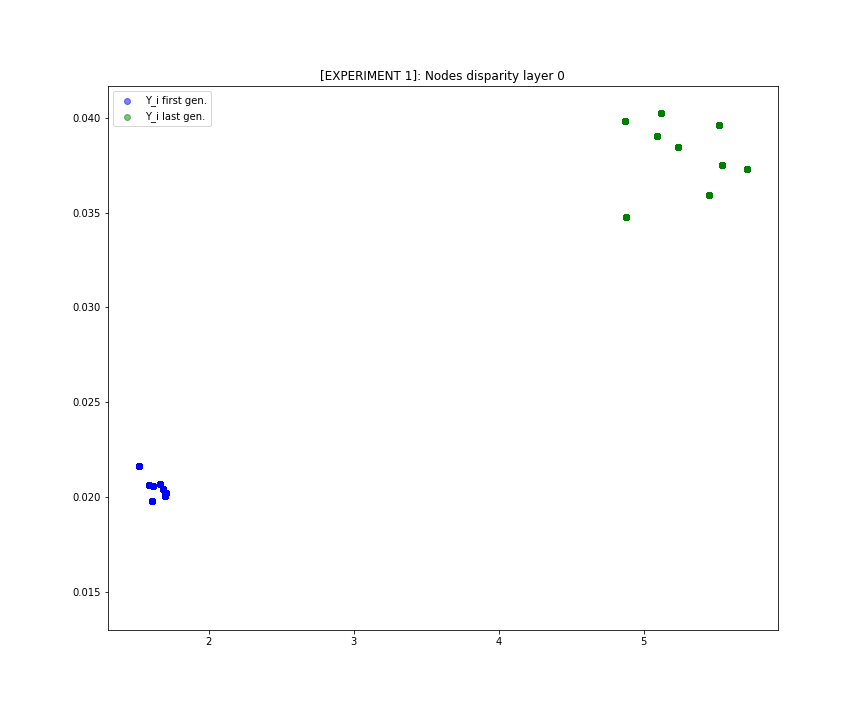 [EXPERIMENT 1]: Nodes disparity layer 0
Y_i first gen.
Y_i last gen.
0.040
0.035
0.030
0.025
0.020
0.015
2 3 4 5